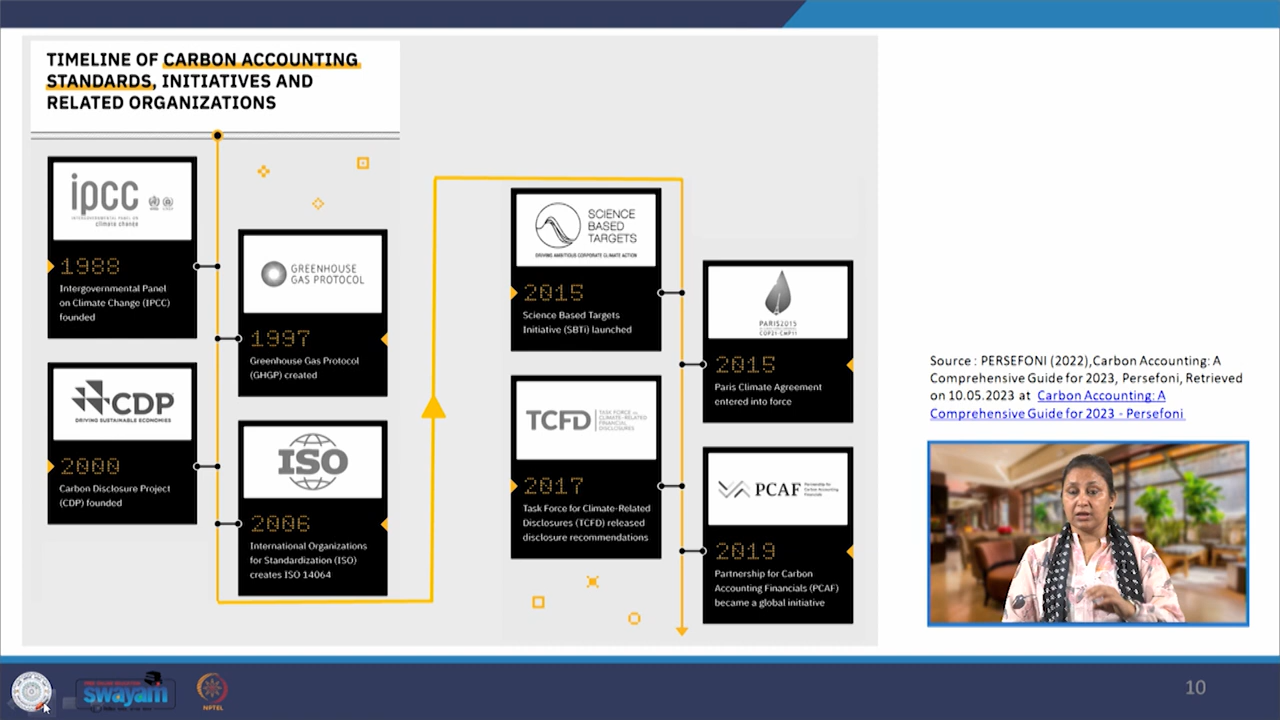 TIMELINE OF CARBON ACCOUNTING
STANDARDS, INITIATIVES AND
RELATED ORGANIZATIONS
ipcc
INTERGOVERNMENTAL PANEL ON
climate change
1988
Intergovernmental Panel
on Climate Change (IPCC)
founded
GREENHOUSE
GAS PROTOCOL
1997
Greenhouse Gas Protocol
(GHGP) created
CDP
DRIVING SUSTAINABLE ECONOMIES
2000
Carbon Disclosure Project
(CDP) founded
ISO
2006
International Organizations
for Standardization (ISO)
creates ISO 14064
SCIENCE
BASED
TARGETS
DRIVING AMBITIOUS CORPORATE CLIMATE ACTION
2015
Science Based Targets
Initiative (SBTi) launched
PARIS2015
COP21·CMP11
2015
Paris Climate Agreement
entered into force
TCFD
TASK FORCE ON
CLIMATE-RELATED
FINANCIAL
DISCLOSURES
2017
Task Force for Climate-Related
Disclosures (TCFD) released
disclosure recommendations
PCAF
Partnership for
Carbon Accounting
Financials
2019
Partnership for Carbon
Accounting Financials (PCAF)
became a global initiative
Source : PERSEFONI (2022),Carbon Accounting: A
Comprehensive Guide for 2023, Persefoni, Retrieved
on 10.05.2023 at Carbon Accounting: A
Comprehensive Guide for 2023 - Persefoni
swayam
NPTEL
10